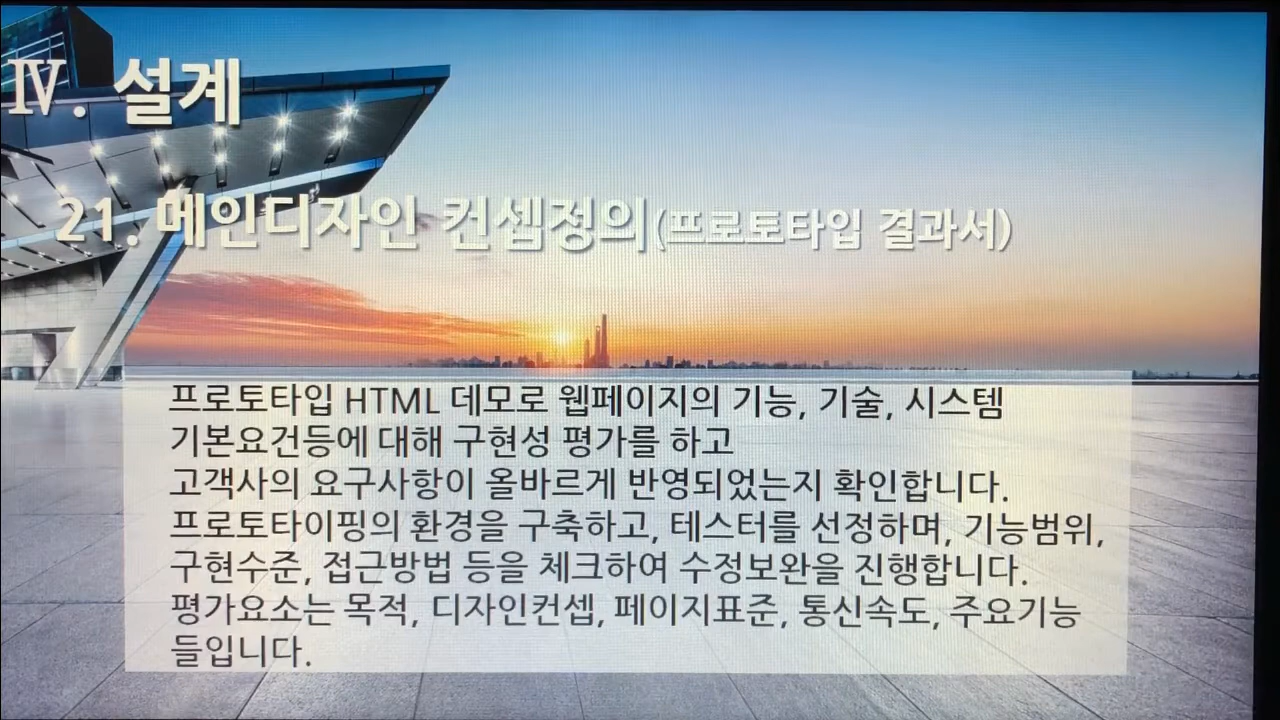 Ⅳ. 설계
21. 메인디자인 컨셉정의(프로토타입 결과서)
프로토타입 HTML 데모로 웹페이지의 기능, 기술, 시스템
기본요건등에 대해 구현성 평가를 하고
고객사의 요구사항이 올바르게 반영되었는지 확인합니다.
프로토타이핑의 환경을 구축하고, 테스터를 선정하며, 기능범위,
구현수준, 접근방법 등을 체크하여 수정보완을 진행합니다.
평가요소는 목적, 디자인컨셉, 페이지표준, 통신속도, 주요기능
들입니다.